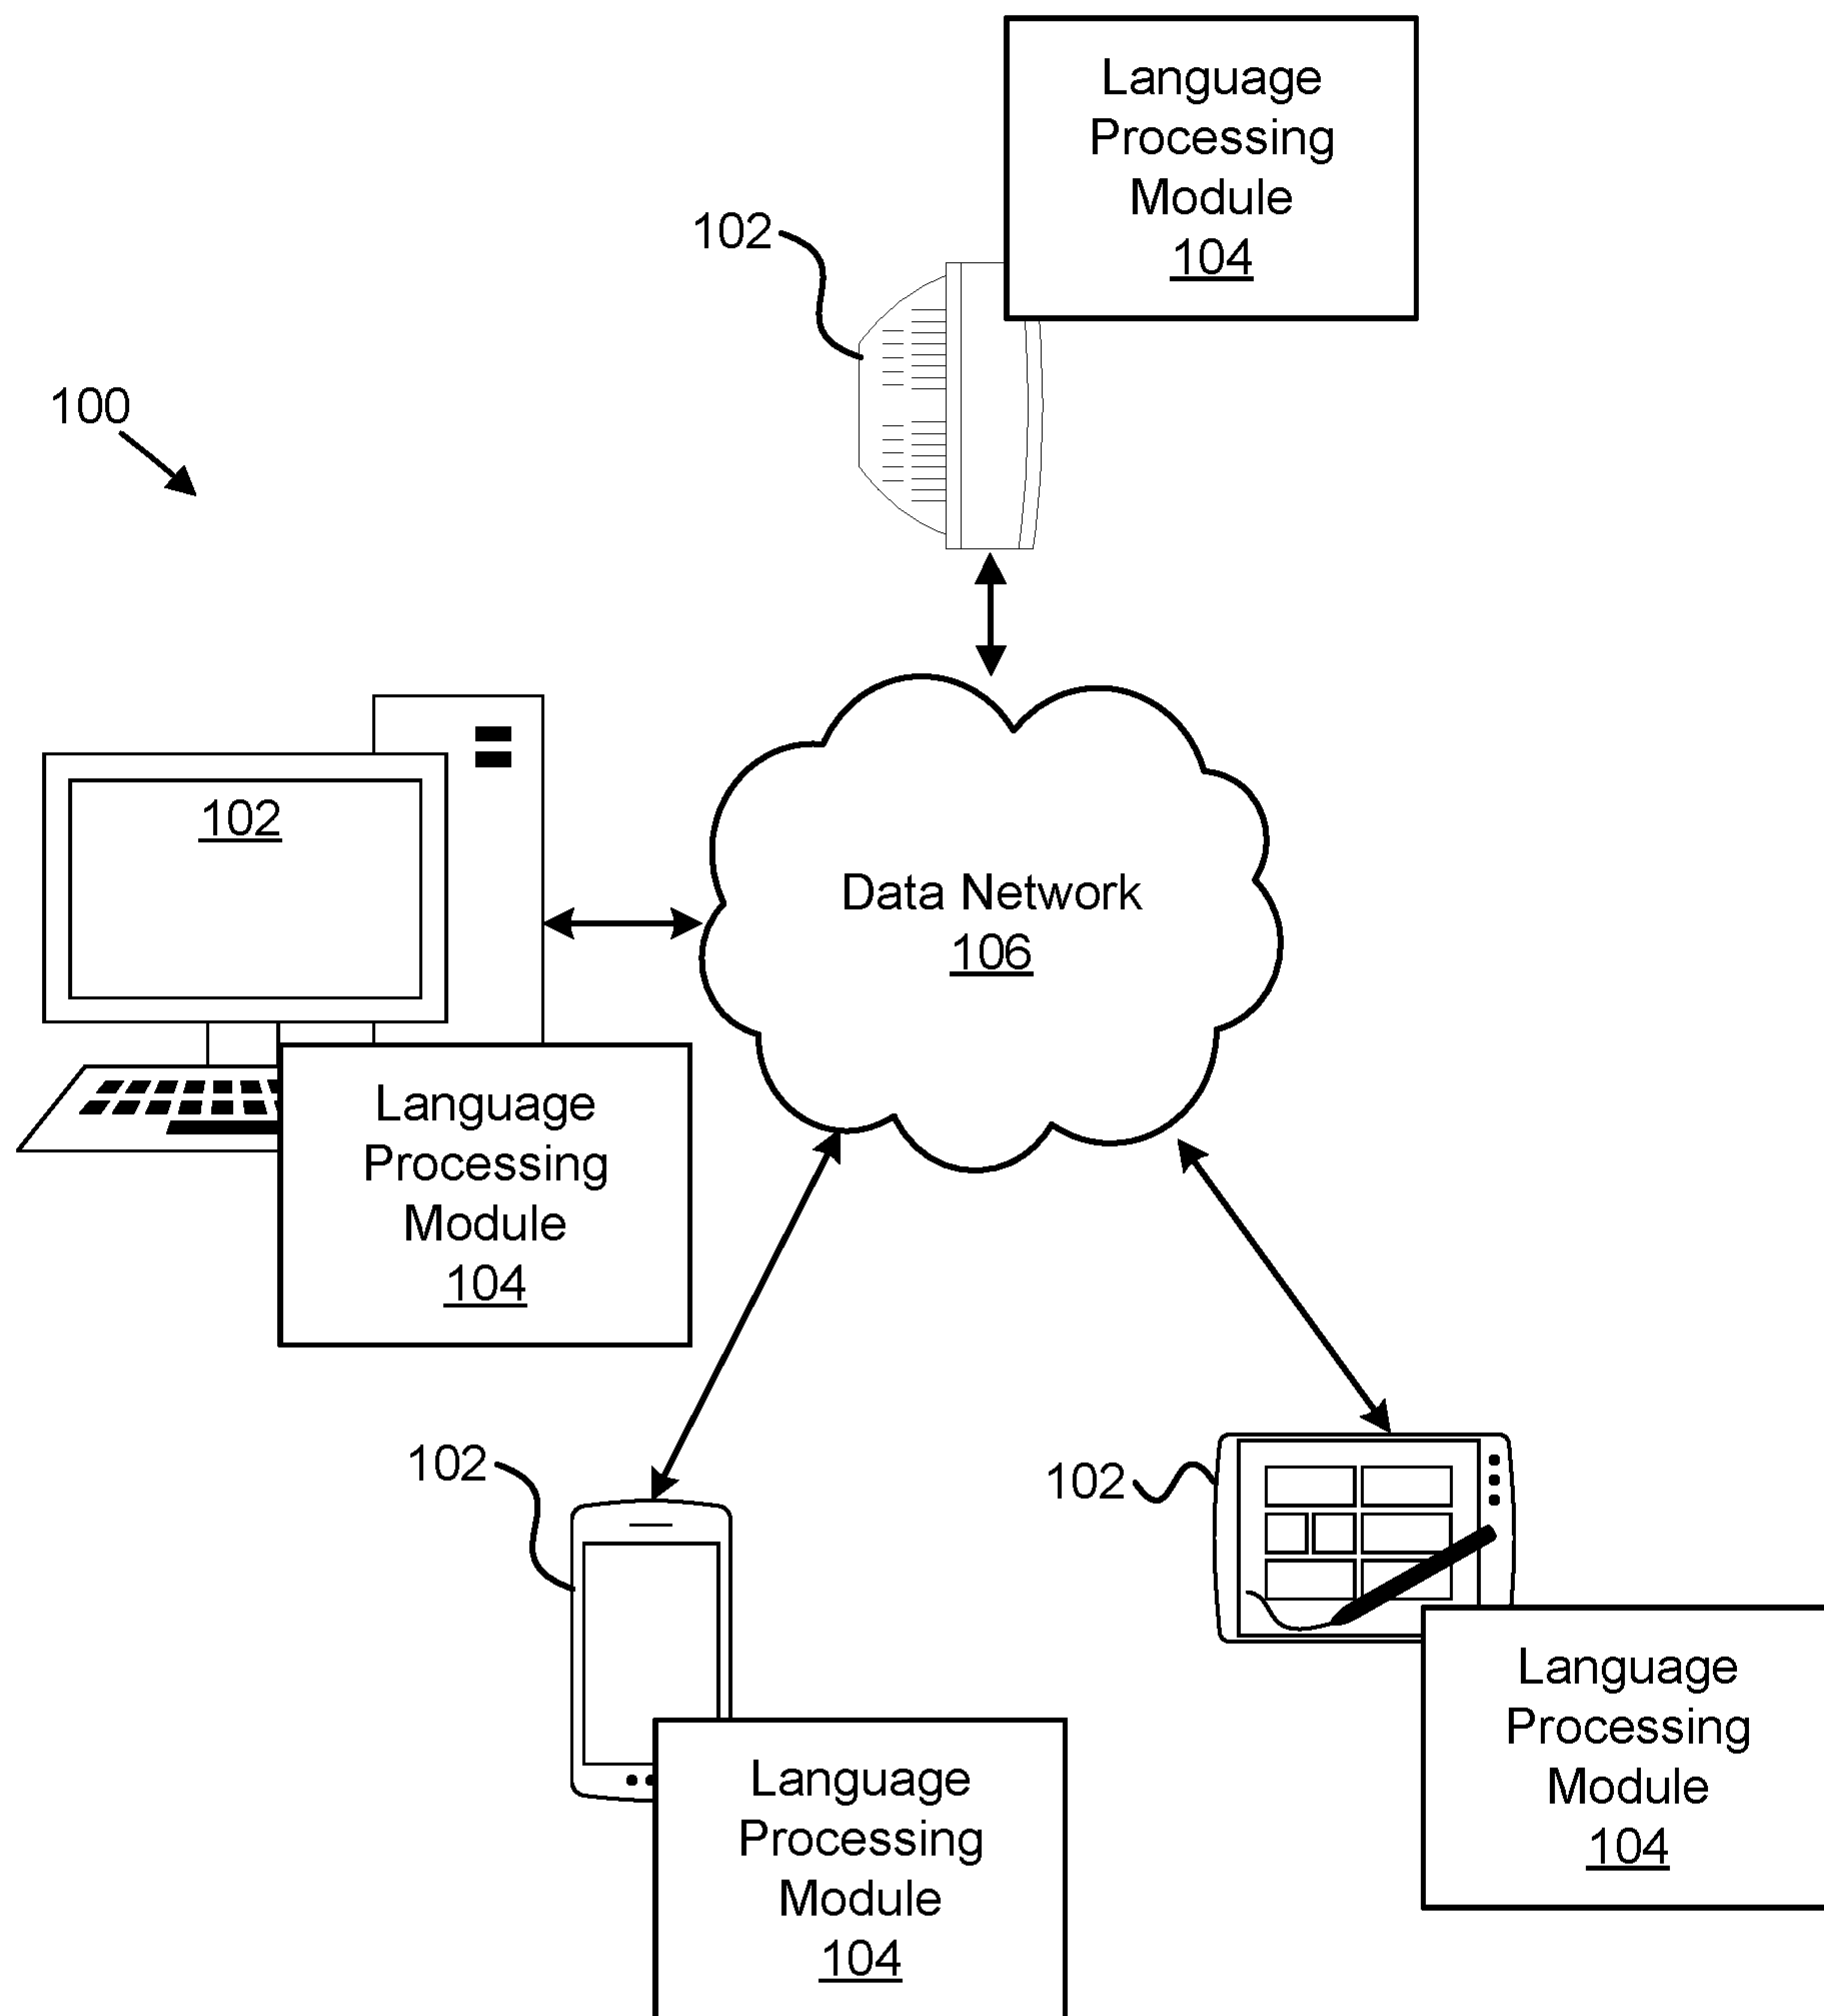 Language
Processing
Module
104
102
100
102
Data Network
106
Language
Processing
Module
104
102
102
Language
Processing
Module
104
Language
Processing
Module
104